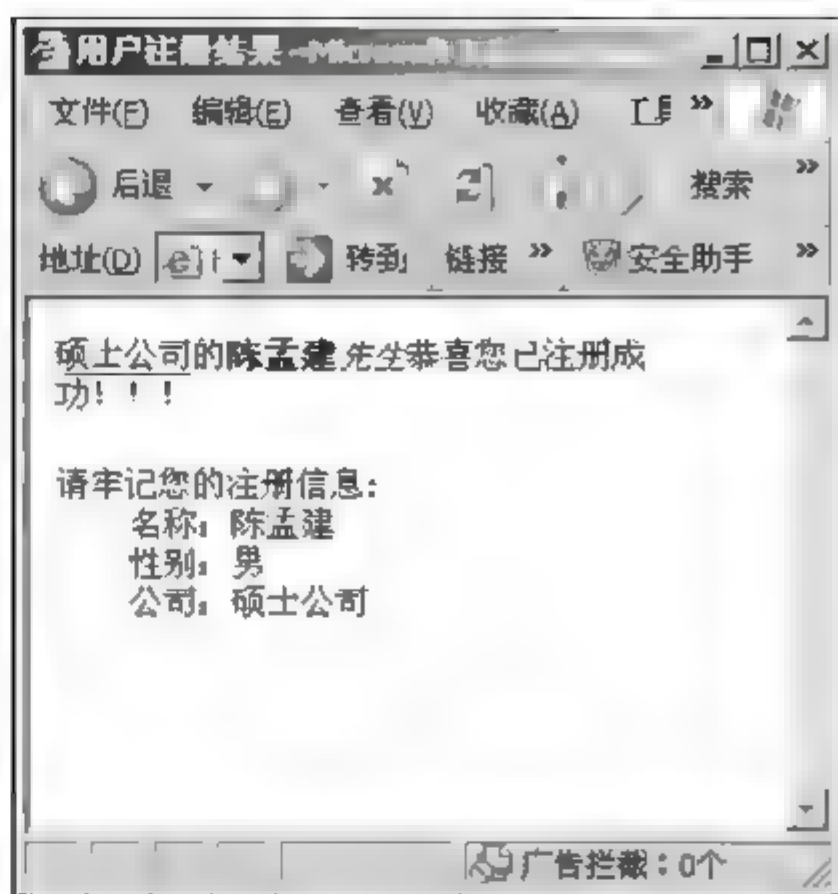 用户注册结果 - Microsoft
文件(F) 编辑(E) 查看(V) 收藏(A) 工具 »
后退 搜索 »
地址(D) 转到 链接 » 安全助手 »
硕士公司的陈孟建先生恭喜您已注册成
功!!!
请牢记您的注册信息:
名称: 陈孟建
性别: 男
公司: 硕士公司
广告拦截:0个